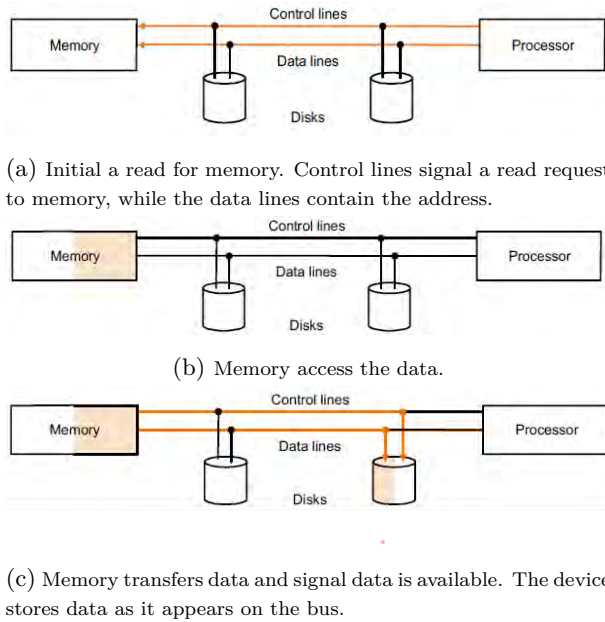 Control lines
Memory
Processor
Data lines
Disks
(a) Initial a read for memory. Control lines signal a read request
to memory, while the data lines contain the address.
Control lines
Memory
Processor
Data lines
Disks
(b) Memory access the data.
Control lines
Memory
Processor
Data lines
Disks
(c) Memory transfers data and signal data is available. The device
stores data as it appears on the bus.